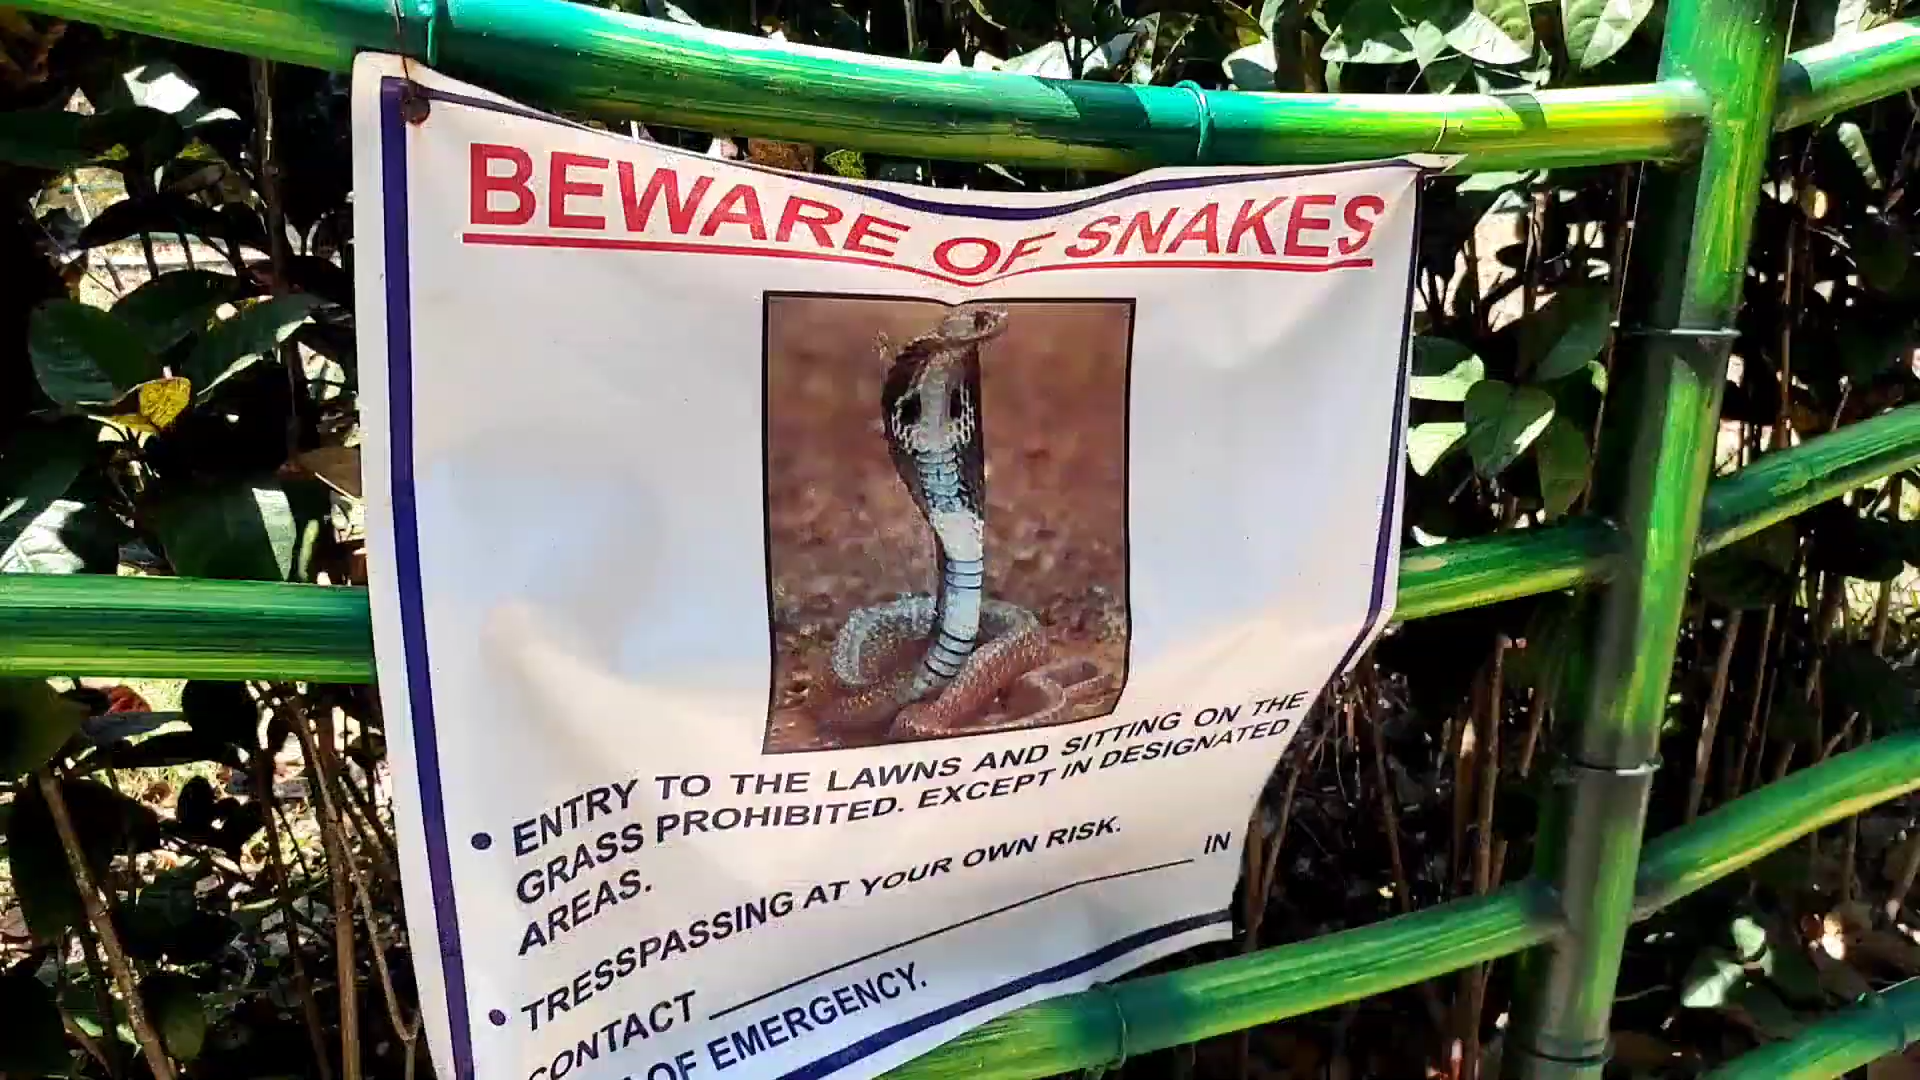 BEWARE OF SNAKES
• ENTRY TO THE LAWNS AND SITTING ON THE
GRASS PROHIBITED. EXCEPT IN DESIGNATED
AREAS.
• TRESSPASSING AT YOUR OWN RISK.
CONTACT ____________________ IN
OF EMERGENCY.